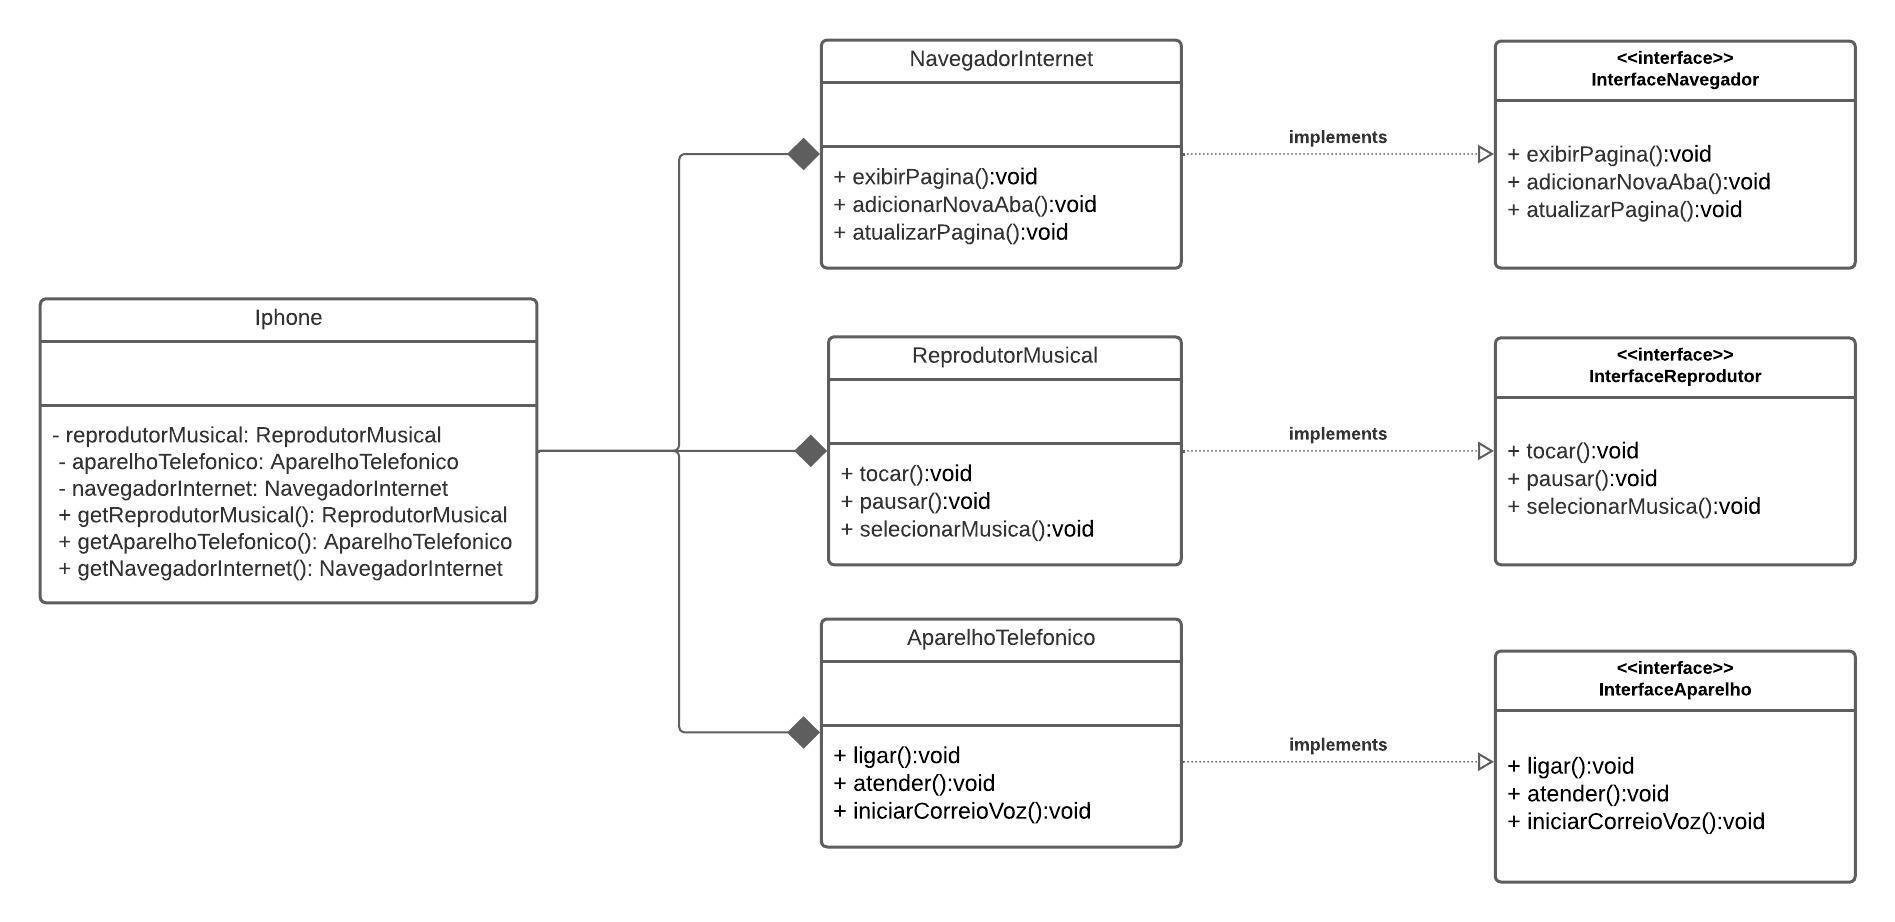 Iphone
- reprodutorMusical: ReprodutorMusical
- aparelhoTelefonico: AparelhoTelefonico
- navegadorInternet: NavegadorInternet
+ getReprodutorMusical(): ReprodutorMusical
+ getAparelhoTelefonico(): AparelhoTelefonico
+ getNavegadorInternet(): NavegadorInternet
NavegadorInternet
+ exibirPagina():void
+ adicionarNovaAba():void
+ atualizarPagina():void
implements
<<interface>>
InterfaceNavegador
+ exibirPagina():void
+ adicionarNovaAba():void
+ atualizarPagina():void
ReprodutorMusical
+ tocar():void
+ pausar():void
+ selecionarMusica():void
implements
<<interface>>
InterfaceReprodutor
+ tocar():void
+ pausar():void
+ selecionarMusica():void
AparelhoTelefonico
+ ligar():void
+ atender():void
+ iniciarCorreioVoz():void
implements
<<interface>>
InterfaceAparelho
+ ligar():void
+ atender():void
+ iniciarCorreioVoz():void